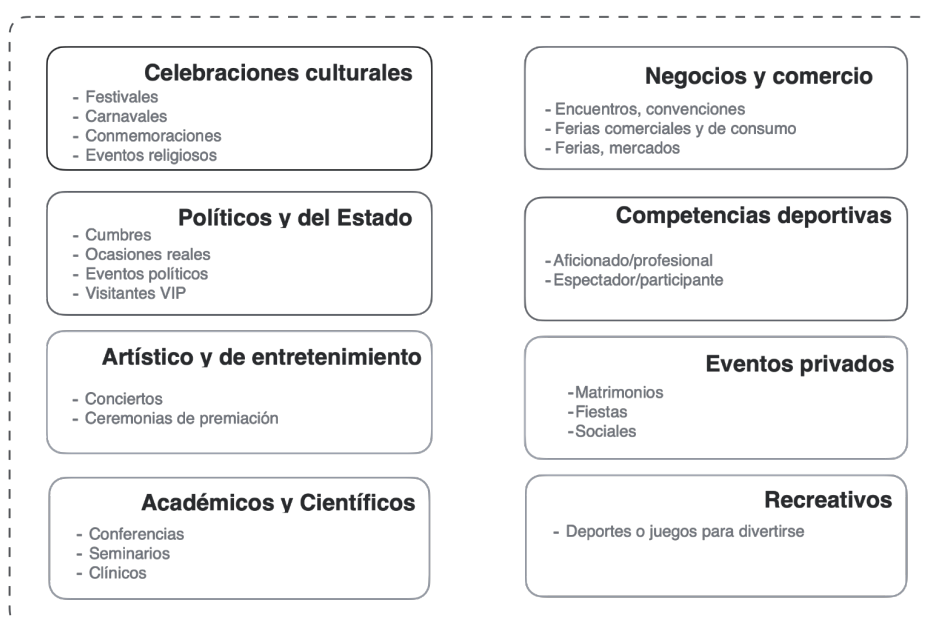 Celebraciones culturales
- Festivales
- Carnavales
- Conmemoraciones
- Eventos religiosos
Negocios y comercio
- Encuentros, convenciones
- Ferias comerciales y de consumo
- Ferias, mercados
Políticos y del Estado
- Cumbres
- Ocasiones reales
- Eventos políticos
- Visitantes VIP
Competencias deportivas
- Aficionado/profesional
- Espectador/participante
Artístico y de entretenimiento
- Conciertos
- Ceremonias de premiación
Eventos privados
-Matrimonios
-Fiestas
-Sociales
Académicos y Científicos
- Conferencias
- Seminarios
- Clínicos
Recreativos
- Deportes o juegos para divertirse